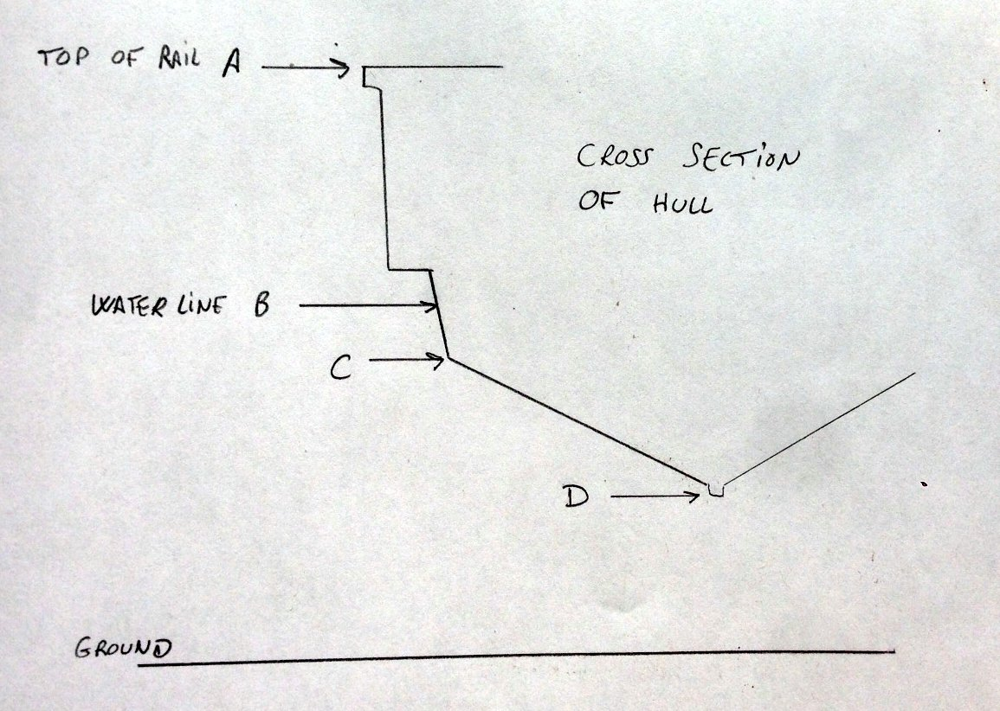 TOP OF RAIL A
CROSS SECTION
OF HULL
WATER LINE B
C
D
GROUND